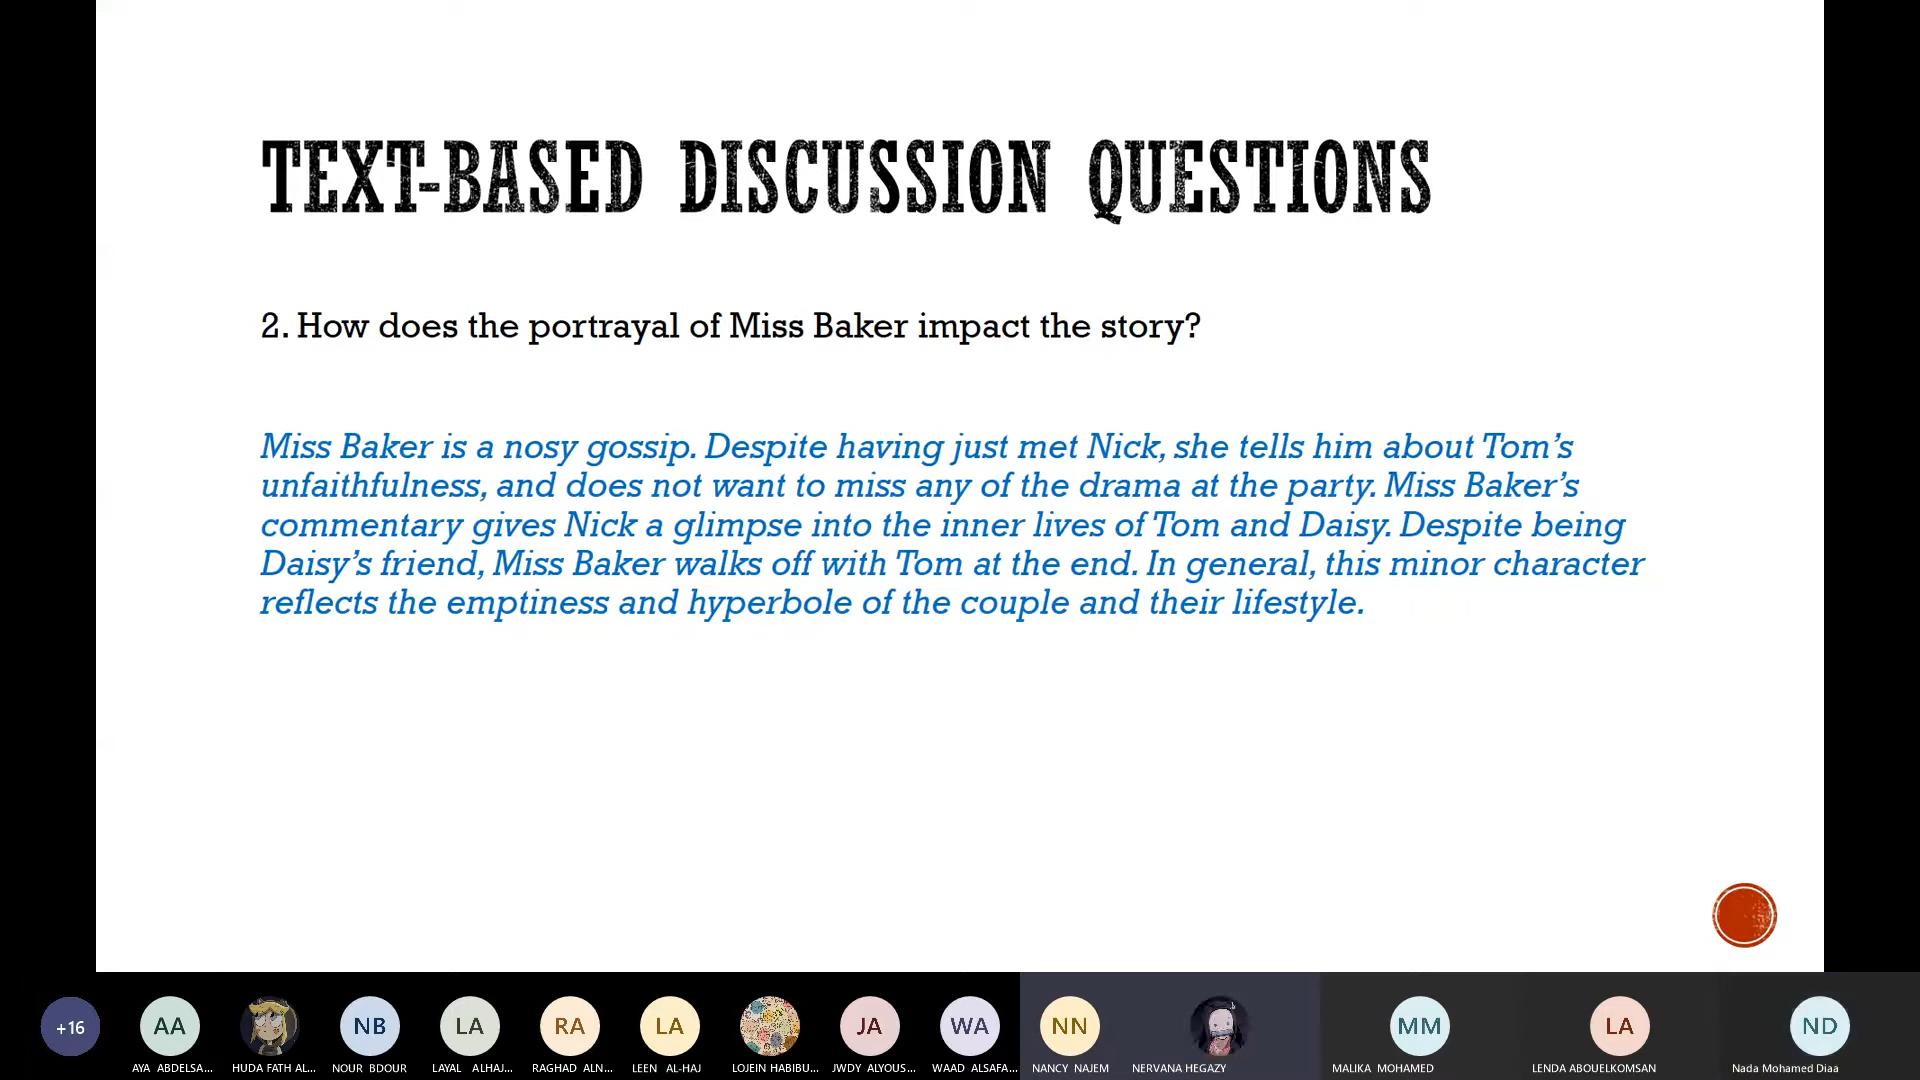 TEXT-BASED DISCUSSION QUESTIONS
2. How does the portrayal of Miss Baker impact the story?
Miss Baker is a nosy gossip. Despite having just met Nick, she tells him about Tom's
unfaithfulness, and does not want to miss any of the drama at the party. Miss Baker's
commentary gives Nick a glimpse into the inner lives of Tom and Daisy. Despite being
Daisy's friend, Miss Baker walks off with Tom at the end. In general, this minor character
reflects the emptiness and hyperbole of the couple and their lifestyle.
+16 AA NB LA RA LA JA WA NN MM LA ND
AYA ABDELSA... HUDA FATH AL... NOUR BDOUR LAYAL ALHAJ... RAGHAD ALN... LEEN AL-HAJ LOJEIN HABIBU... JWDY ALYOUS... WAAD ALSAFA... NANCY NAJEM NERVANA HEGAZY MALIKA MOHAMED LENDA ABOUELKOMSAN Nada Mohamed Diaa